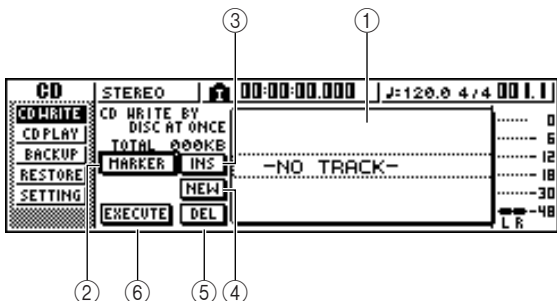 ③ ①
CD STEREO 00:00:00.000 ♩=120.0 4/4 001.1
CD WRITE CD WRITE BY
DISC AT ONCE
CD PLAY TOTAL 000KB
BACKUP MARKER INS -NO TRACK-
RESTORE NEW
SETTING
EXECUTE DEL
0
6
12
18
30
48
L R
② ⑥ ⑤ ④